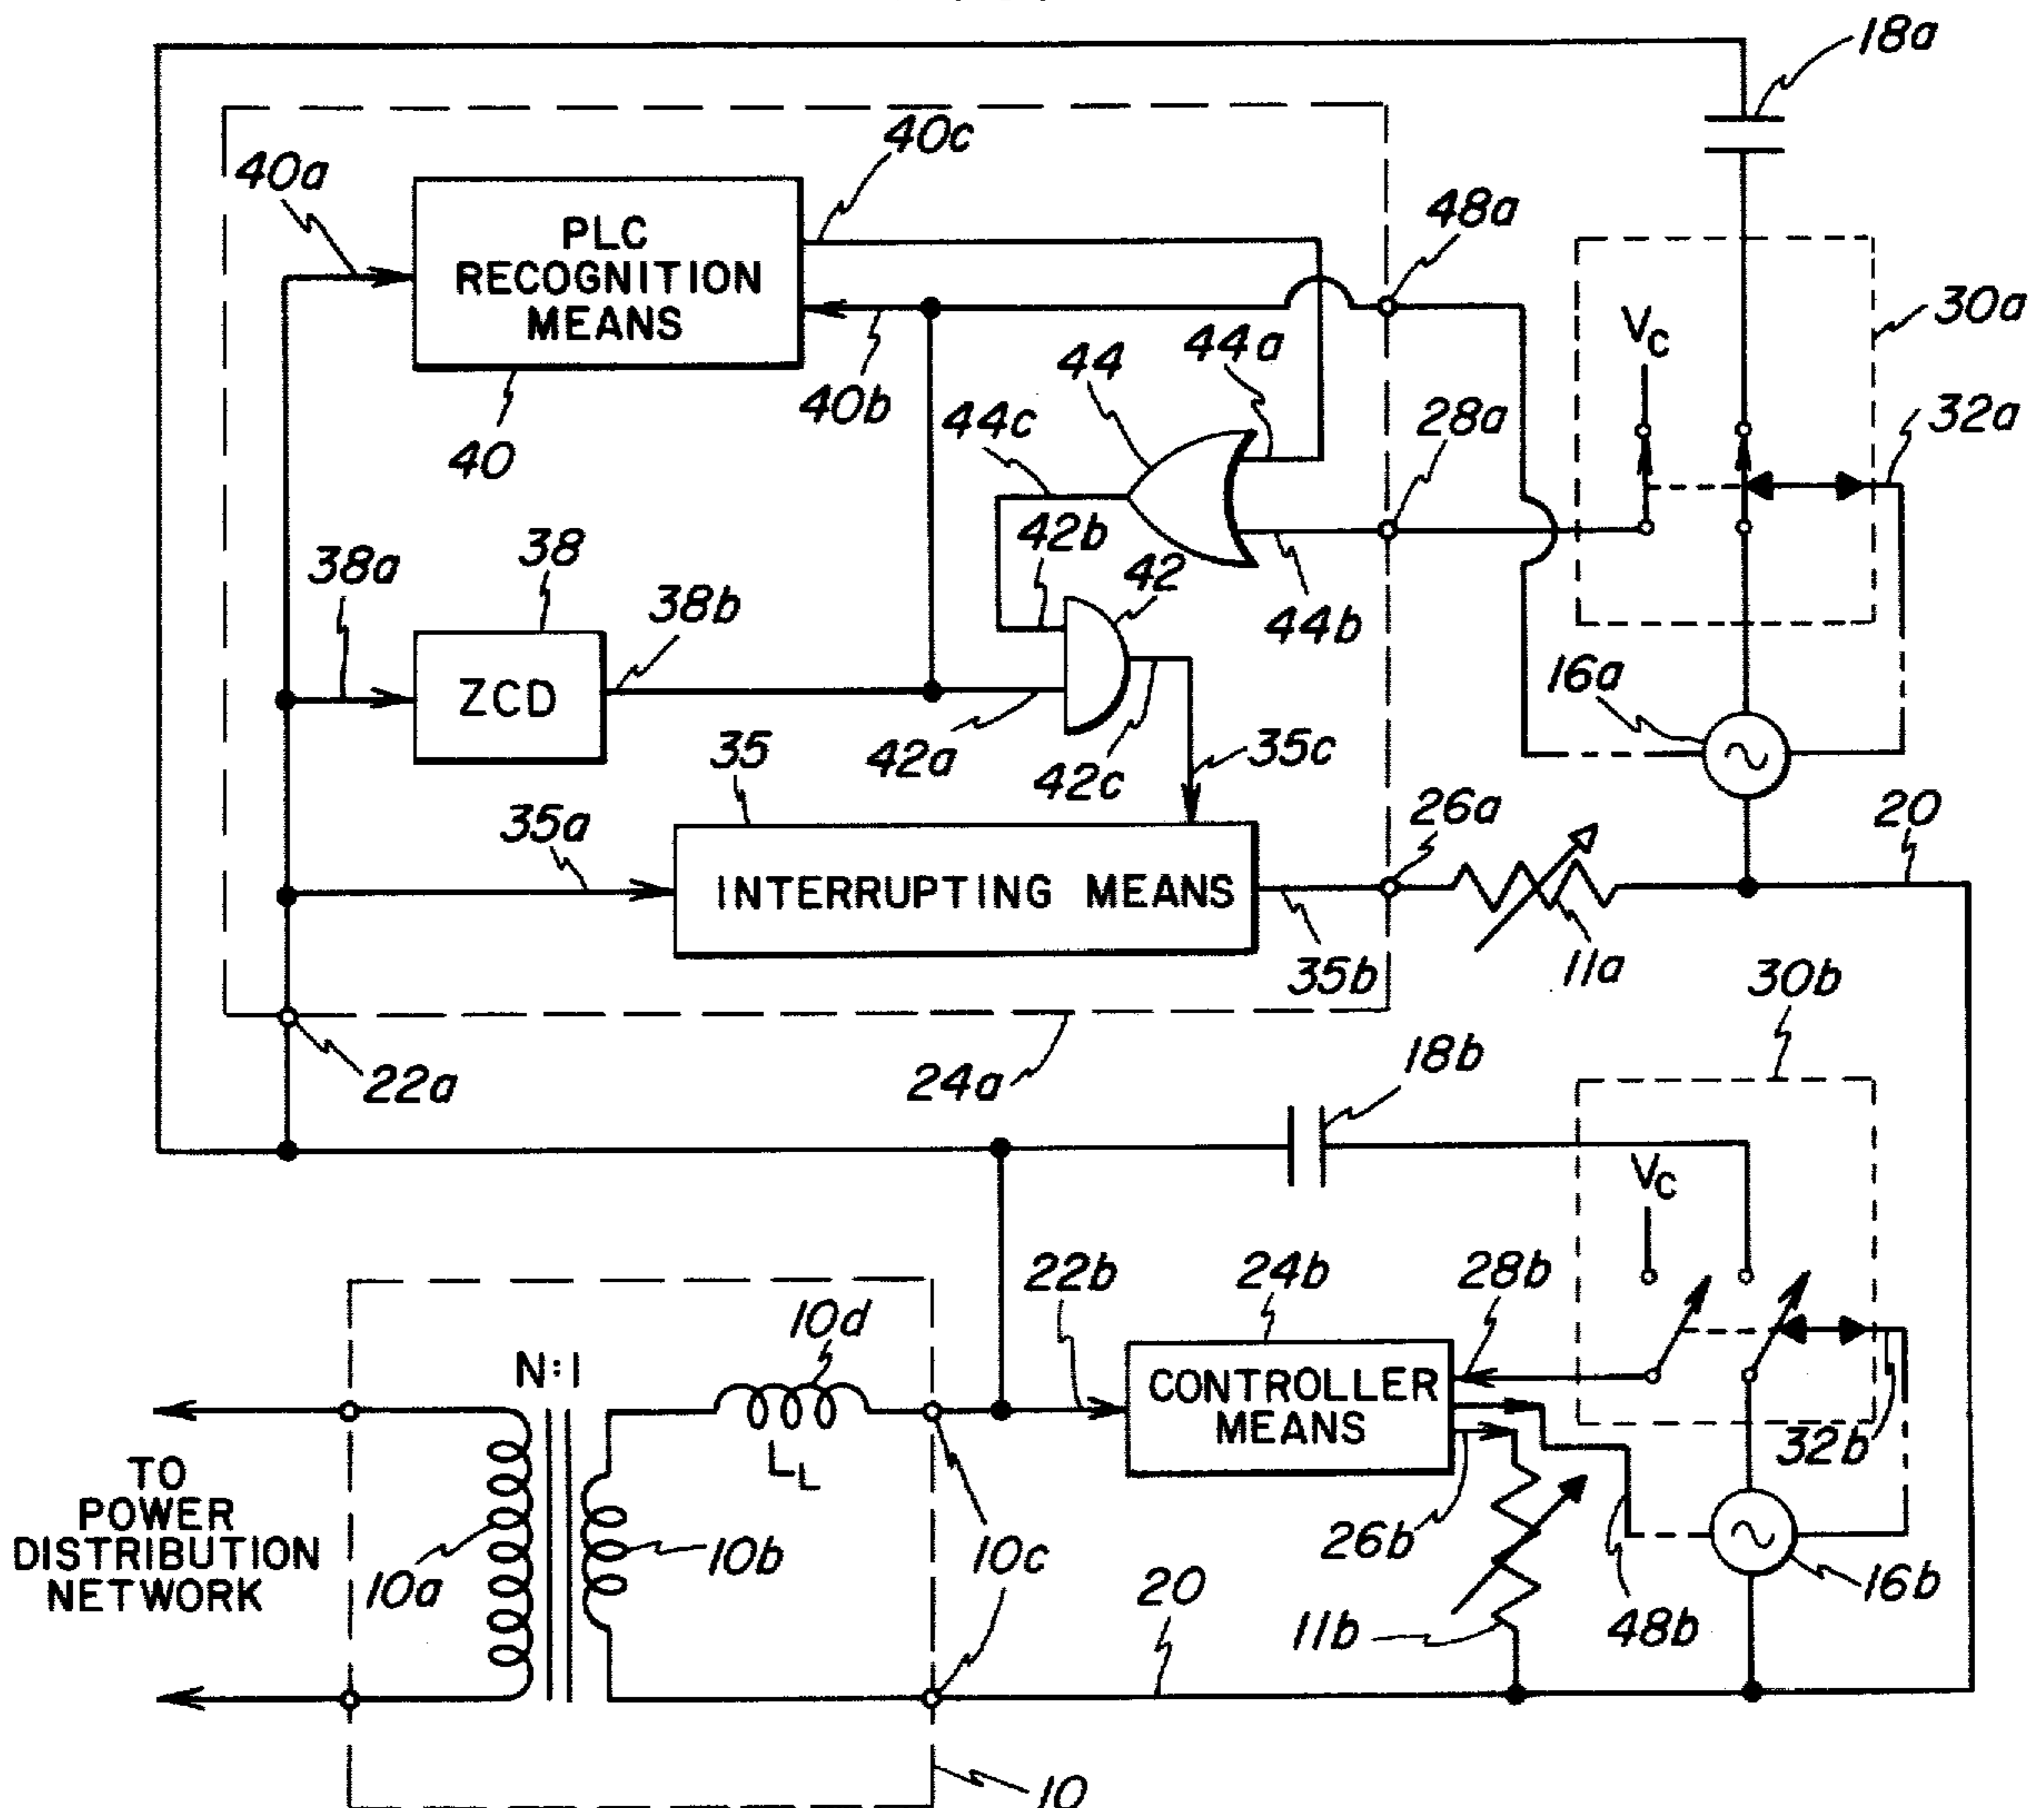 18a
40c
40a
48a
PLC
RECOGNITION
MEANS
30a
VC
44
44a
40b
40
44c
28a
32a
42b
38
42
38a
38b
44b
16a
ZCD
35
42a
42c
35c
35a
26a
20
INTERRUPTING MEANS
35b
11a
30b
22a
24a
18b
VC
22b
24b
28b
10d
N:1
CONTROLLER
MEANS
LL
32b
TO
POWER
DISTRIBUTION
NETWORK
10a
10b
10c
26b
20
11b
48b
16b
10